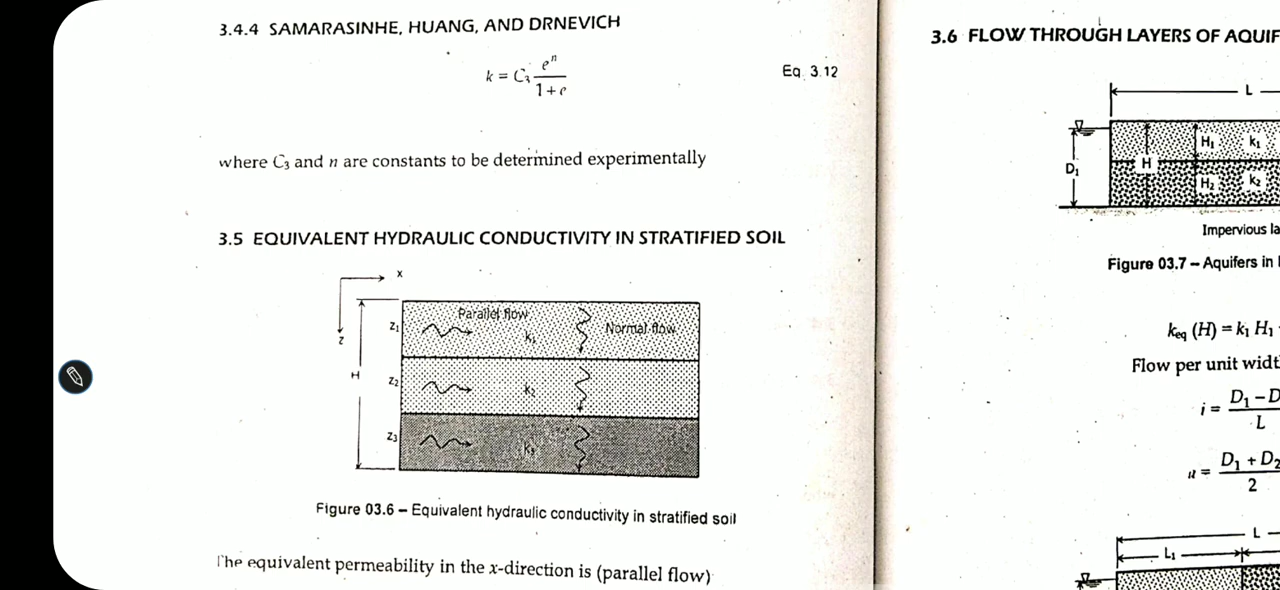 3.4.4 SAMARASINHE, HUANG, AND DRNEVICH
k = C₃ eⁿ / 1 + e
Eq. 3.12
where C₃ and n are constants to be determined experimentally
3.5 EQUIVALENT HYDRAULIC CONDUCTIVITY IN STRATIFIED SOIL
x
z
H
z₁
Parallel flow
k₁
Normal flow
z₂
k₂
z₃
k₃
Figure 03.6 – Equivalent hydraulic conductivity in stratified soil
The equivalent permeability in the x-direction is (parallel flow)
3.6 FLOW THROUGH LAYERS OF
L
D₁
H
H₁
k₁
H₂
k₂
Impervious
Figure 03.7 – Aquifers in
k_eq (H) = k₁ H₁
Flow per unit
i = D₁ – / L
D₁ + D₂ / 2
L
L₁